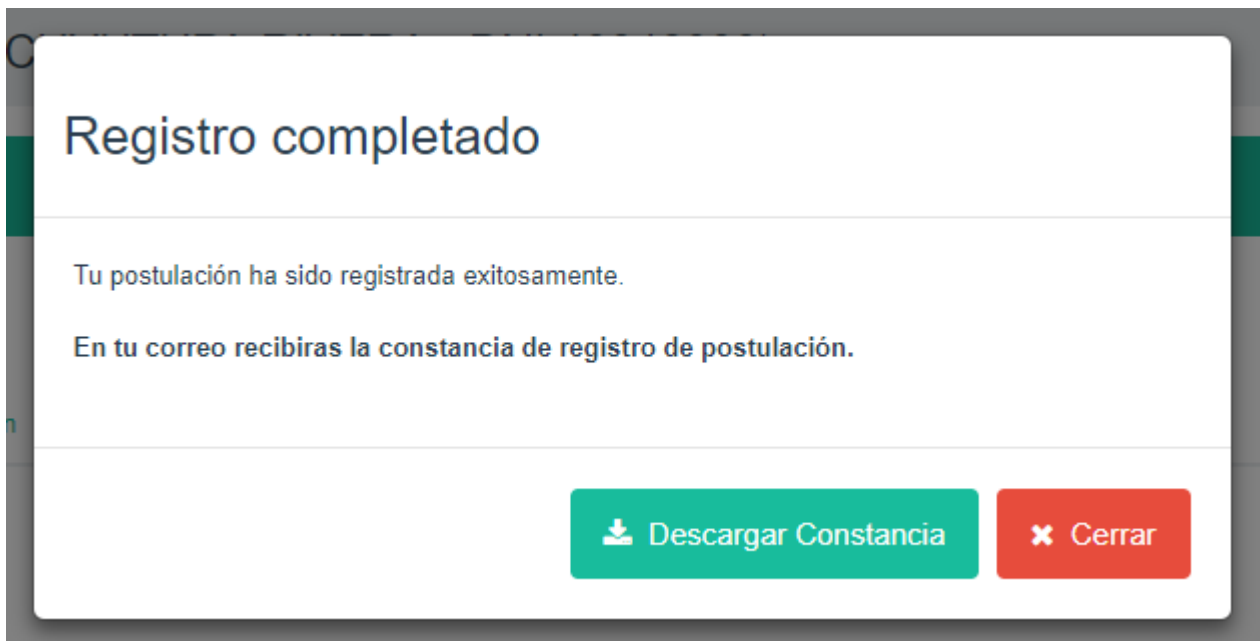 Registro completado
Tu postulación ha sido registrada exitosamente.
En tu correo recibiras la constancia de registro de postulación.
Descargar Constancia
Cerrar